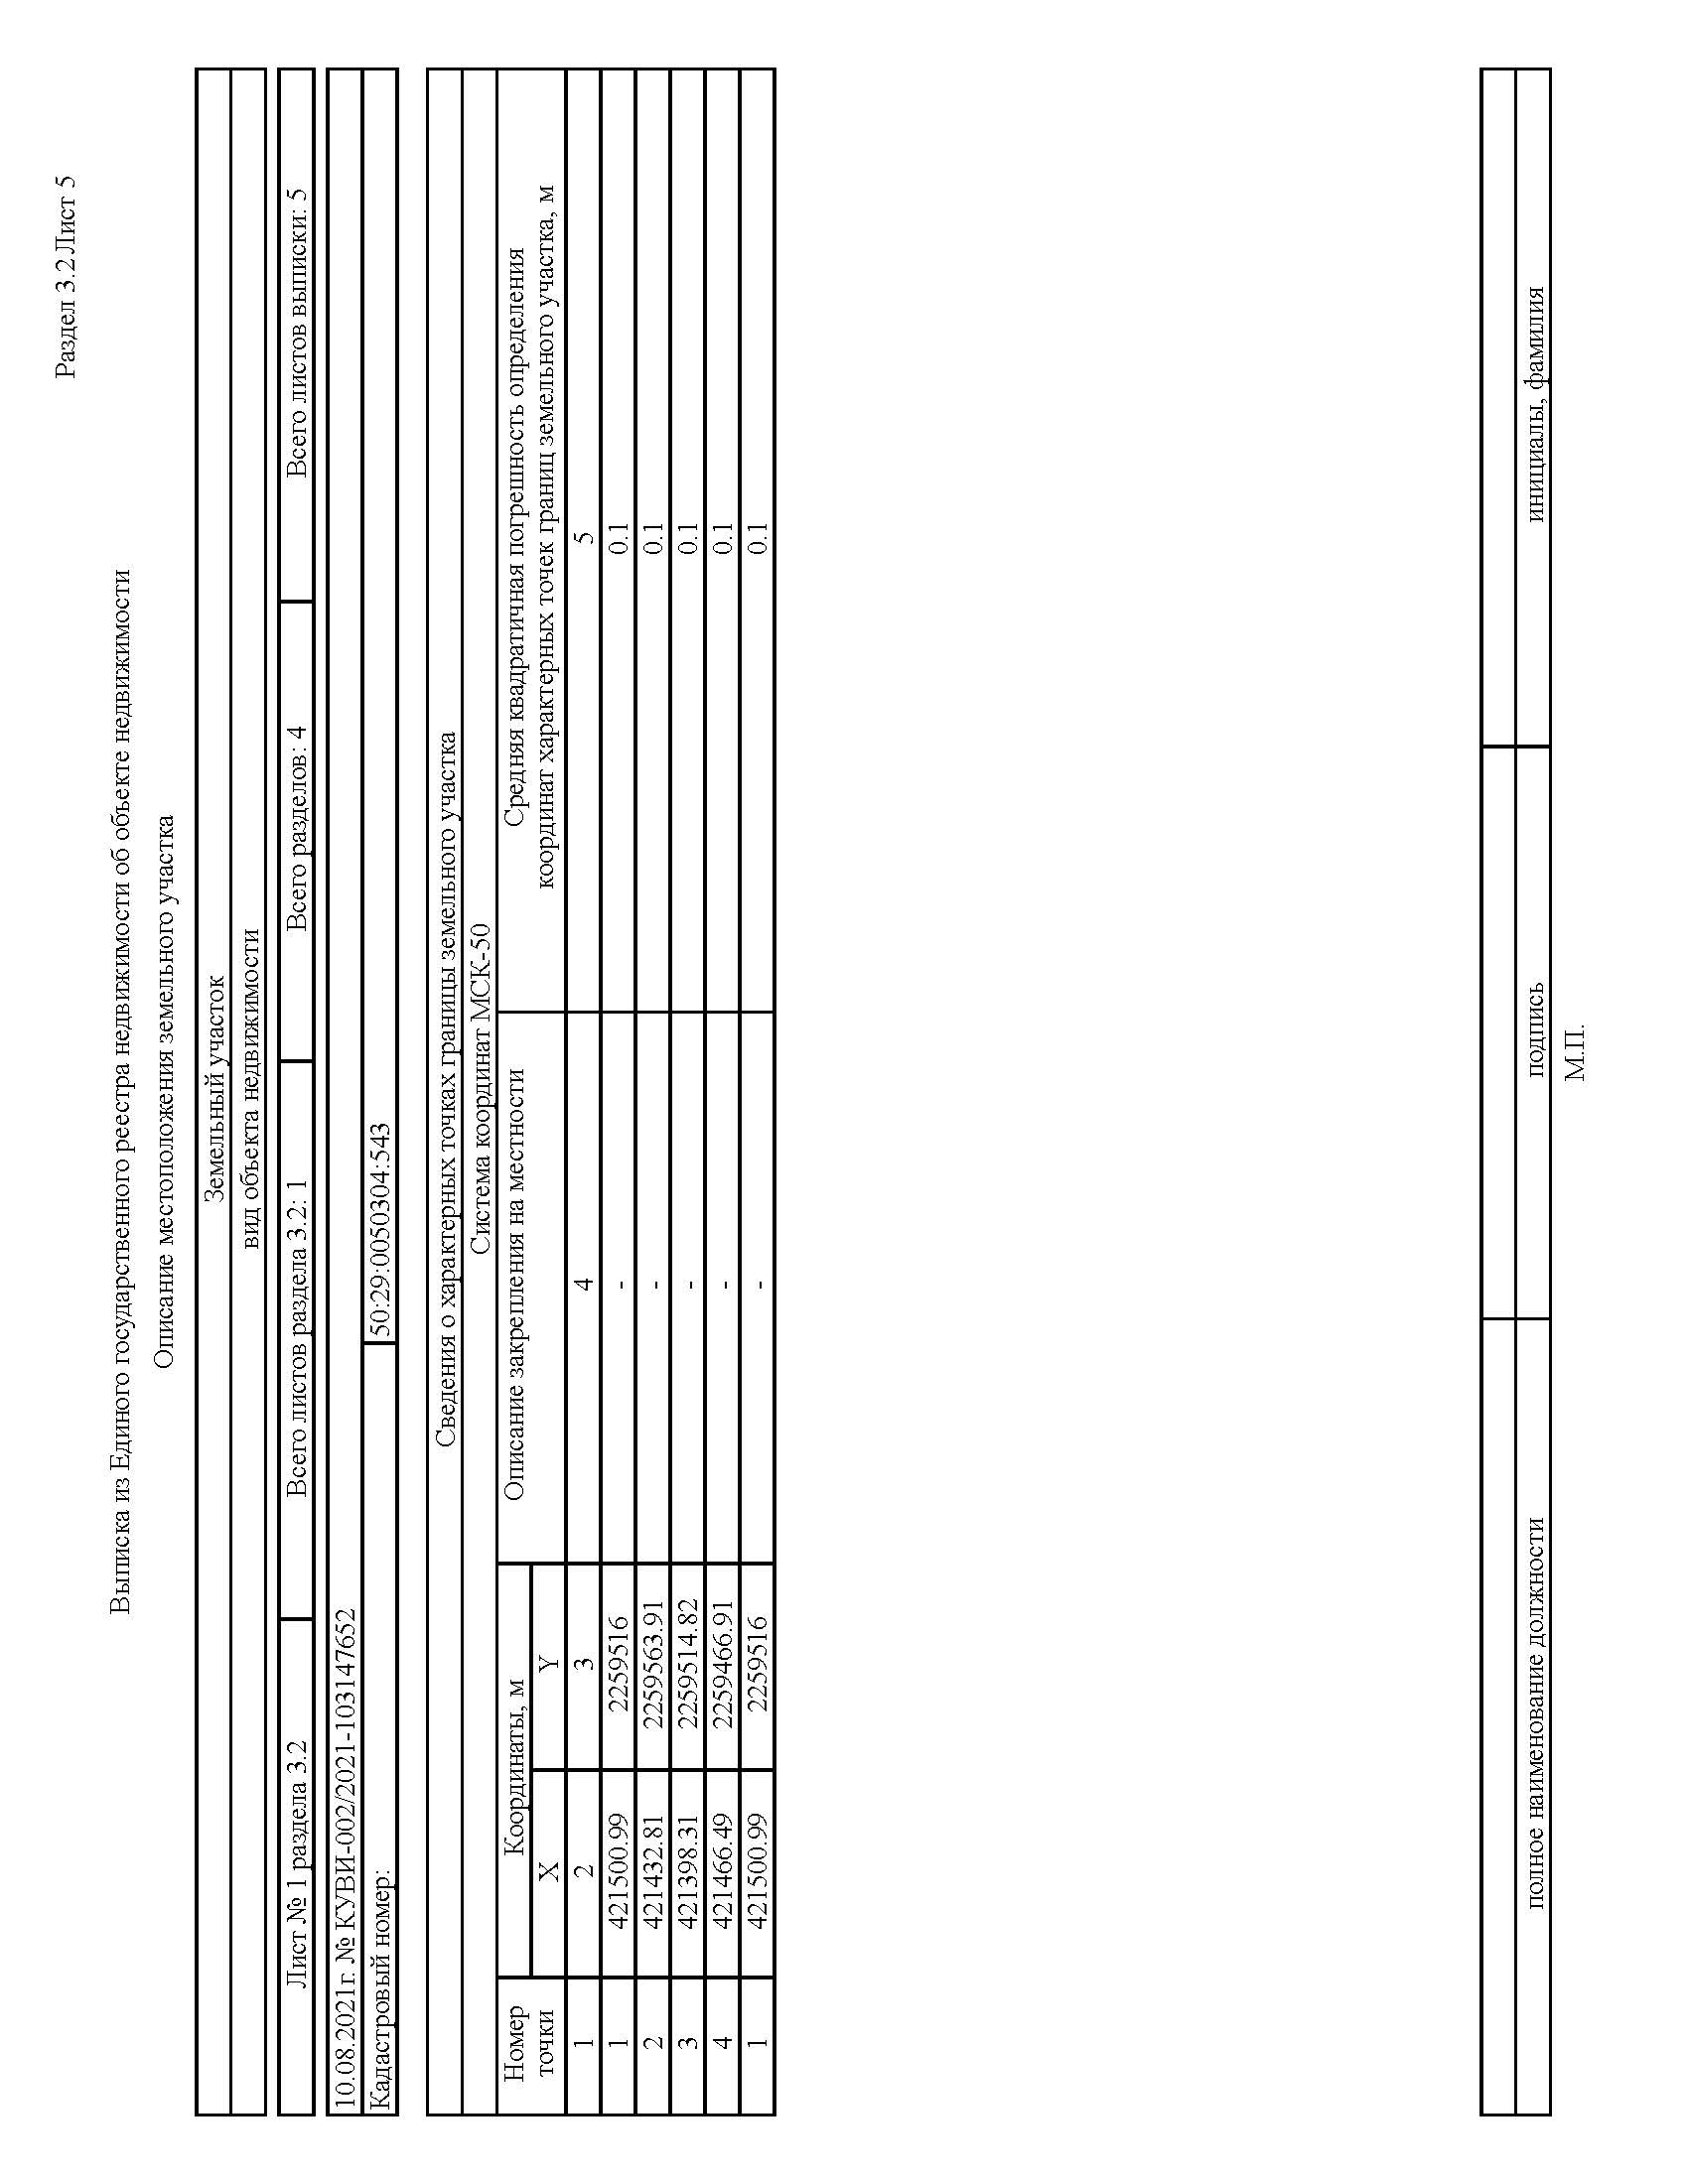 Раздел 3.2 Лист 5
Выписка из Единого государственного реестра недвижимости об объекте недвижимости
Описание местоположения земельного участка
Земельный участок
вид объекта недвижимости
Лист № 1 раздела 3.2 Всего листов раздела 3.2: 1 Всего разделов: 4 Всего листов выписки: 5
10.08.2021г. № КУВИ-002/2021-103147652
Кадастровый номер: 50:29:0050304:543
Сведения о характерных точках границы земельного участка
Система координат МСК-50
Номер точки Координаты, м Описание закрепления на местности Средняя квадратичная погрешность определения
координат характерных точек границ земельного участка, м
X Y
1 2 3 4 5
1 421500.99 2259516 - 0.1
2 421432.81 2259563.91 - 0.1
3 421398.31 2259514.82 - 0.1
4 421466.49 2259466.91 - 0.1
1 421500.99 2259516 - 0.1
полное наименование должности подпись инициалы, фамилия
М.П.